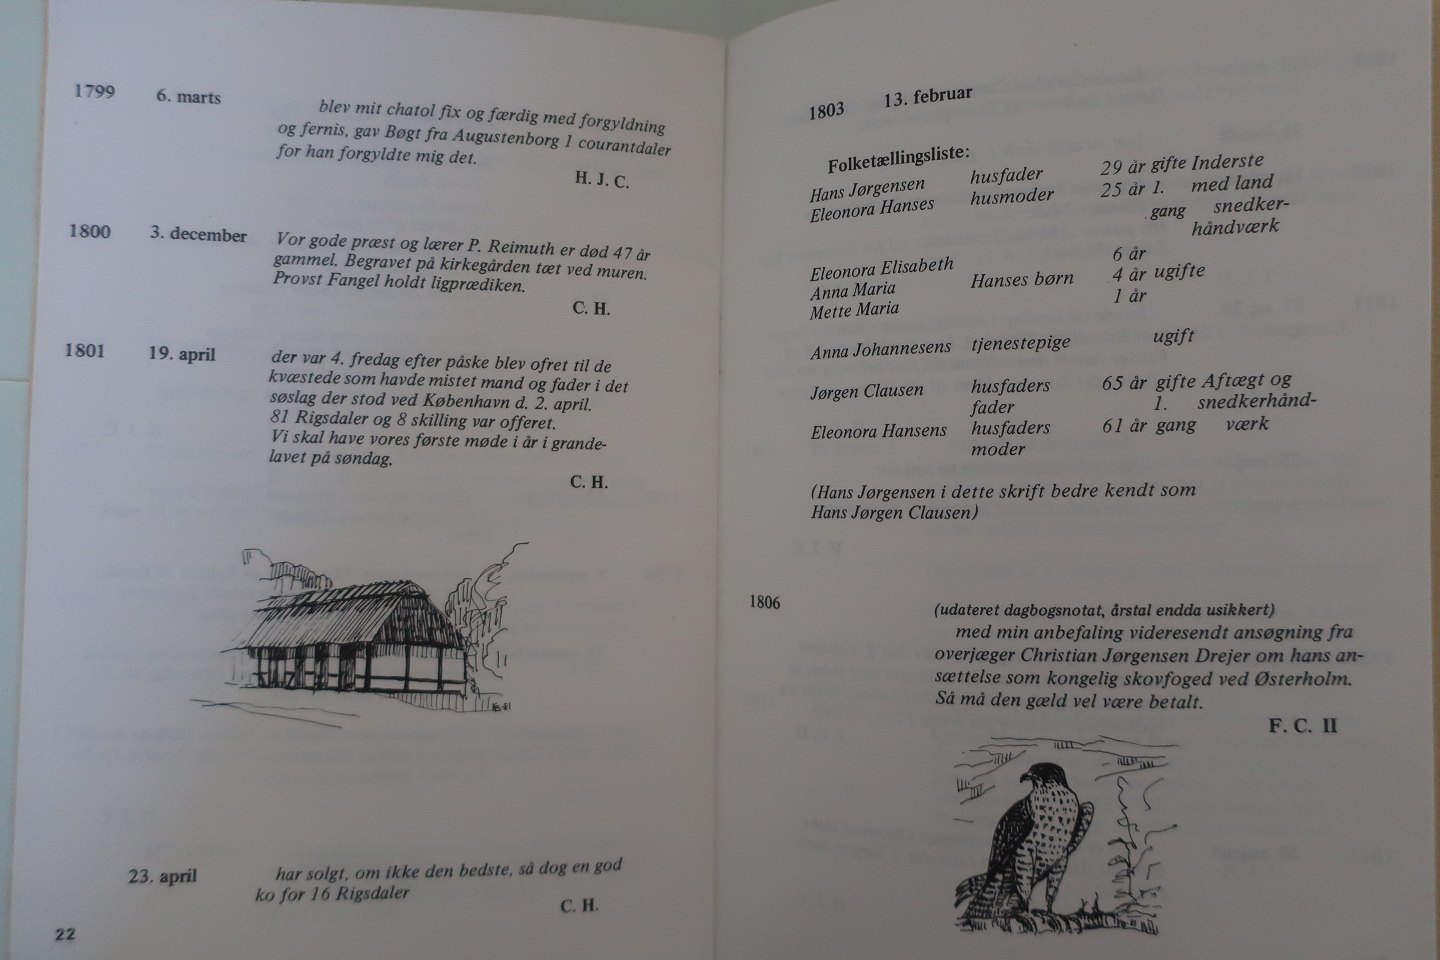 1799 6. marts blev mit chatol fix og færdig med forgyldning
og fernis, gav Bøgt fra Augustenborg 1 courantdaler
for han forgyldte mig det.
H. J. C.
1800 3. december Vor gode præst og lærer P. Reimuth er død 47 år
gammel. Begravet på kirkegården tæt ved muren.
Provst Fangel holdt ligprædiken.
C. H.
1801 19. april der var 4. fredag efter påske blev ofret til de
kvæstede som havde mistet mand og fader i det
søslag der stod ved København d. 2. april.
81 Rigsdaler og 8 skilling var offeret.
Vi skal have vores første møde i år i grande-
lavet på søndag.
C. H.
23. april har solgt, om ikke den bedste, så dog en god
ko for 16 Rigsdaler
C. H.
22
1803 13. februar
Folketællingsliste:
Hans Jørgensen husfader 29 år gifte Inderste
Eleonora Hanses husmoder 25 år 1. med land
gang snedker-
håndværk
6 år
Eleonora Elisabeth
Anna Maria Hanses børn 4 år ugifte
Mette Maria 1 år
Anna Johannesens tjenestepige ugift
Jørgen Clausen husfaders 65 år gifte Aftægt og
fader 1. snedkerhånd-
Eleonora Hansens husfaders 61 år gang værk
moder
(Hans Jørgensen i dette skrift bedre kendt som
Hans Jørgen Clausen)
1806 (udateret dagbogsnotat, årstal endda usikkert)
med min anbefaling videresendt ansøgning fra
overjæger Christian Jørgensen Drejer om hans an-
sættelse som kongelig skovfoged ved Østerholm.
Så må den gæld vel være betalt.
F. C. II